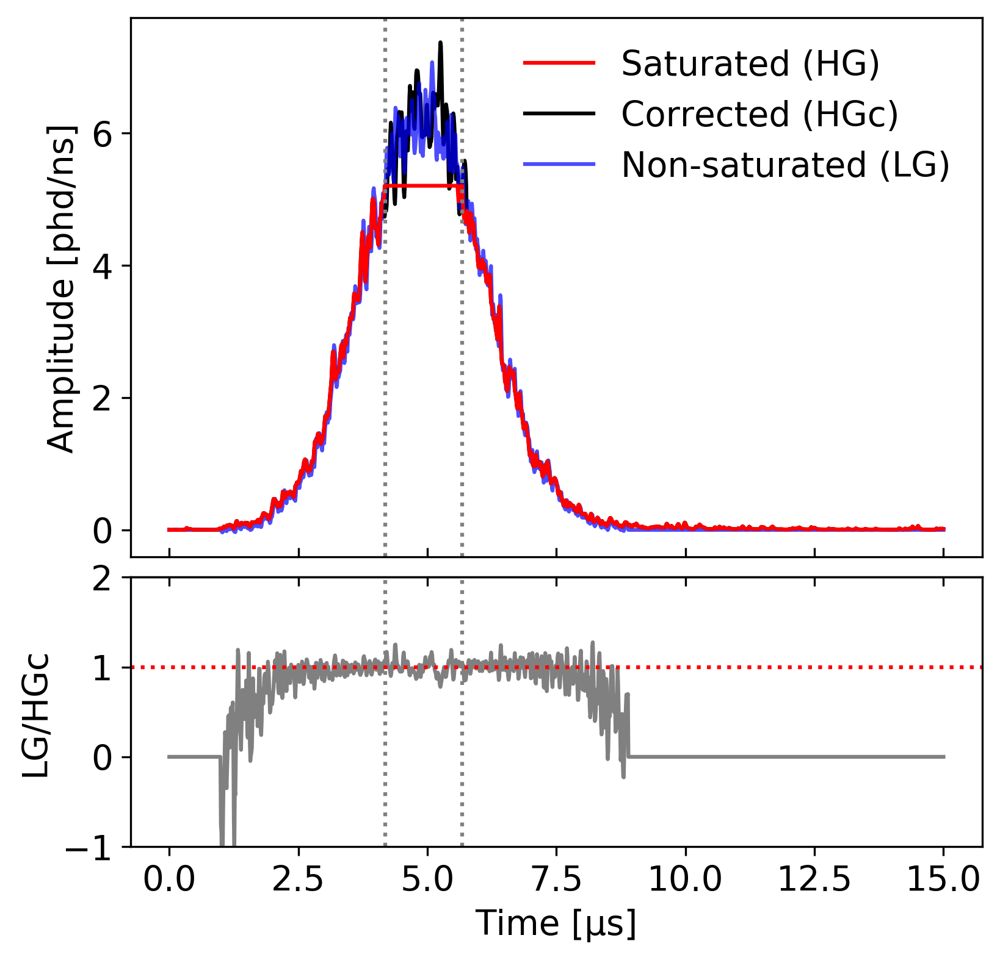 Saturated (HG)
Corrected (HGc)
Non-saturated (LG)
Amplitude [phd/ns]
6
4
2
0
LG/HGc
2
1
0
−1
0.0 2.5 5.0 7.5 10.0 12.5 15.0
Time [µs]